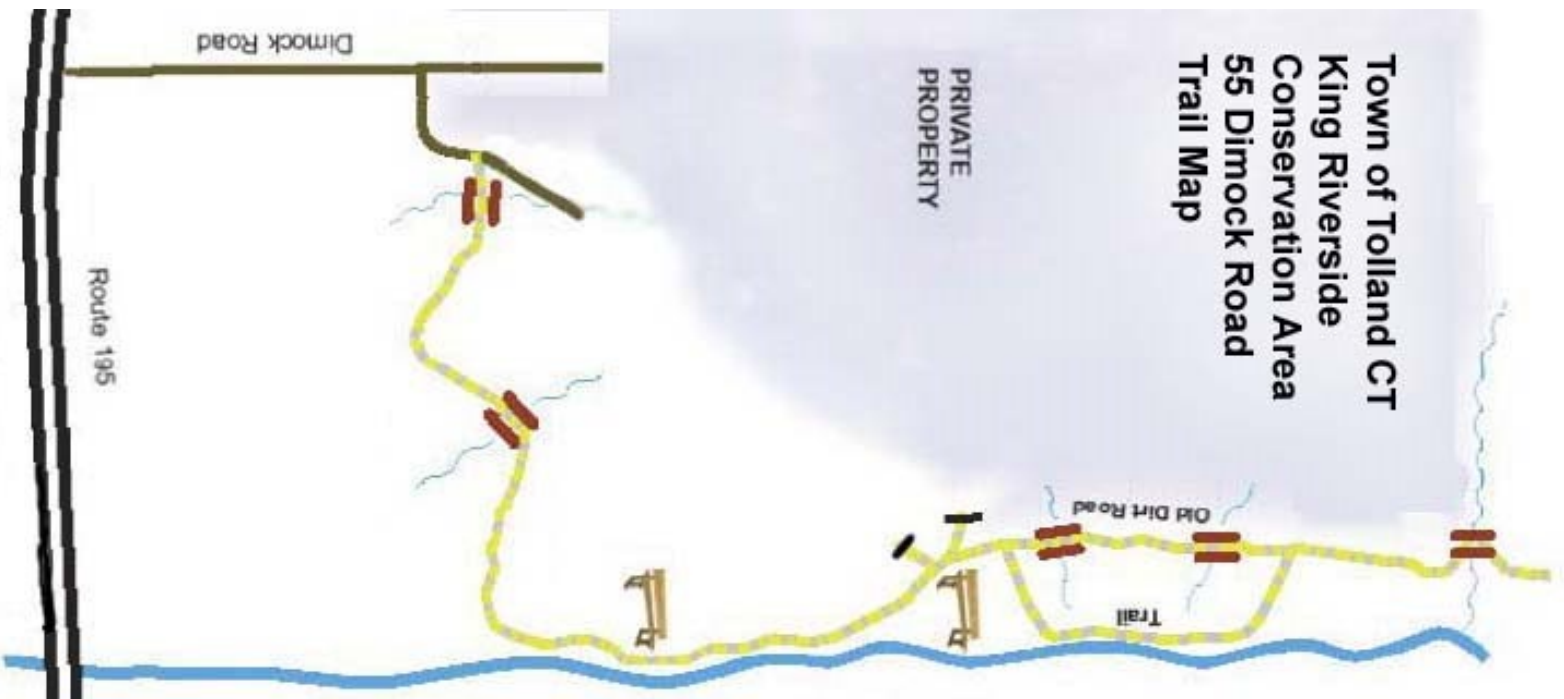 Town of Tolland CT
King Riverside
Conservation Area
55 Dimock Road
Trail Map
PRIVATE
PROPERTY
Dimock Road
Route 195
Old Dirt Road
Trail